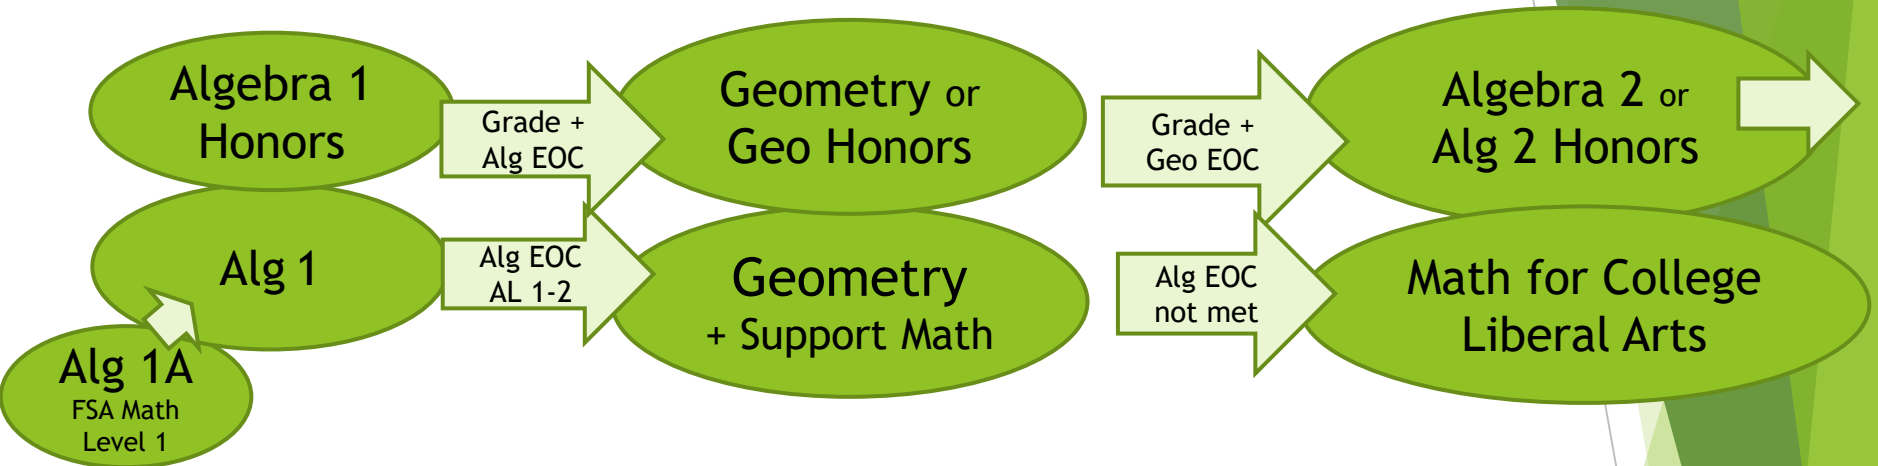 Algebra 1
Honors
Grade +
Alg EOC
Geometry or
Geo Honors
Grade +
Geo EOC
Algebra 2 or
Alg 2 Honors
Alg 1
Alg EOC
AL 1-2
Geometry
+ Support Math
Alg EOC
not met
Math for College
Liberal Arts
Alg 1A
FSA Math
Level 1